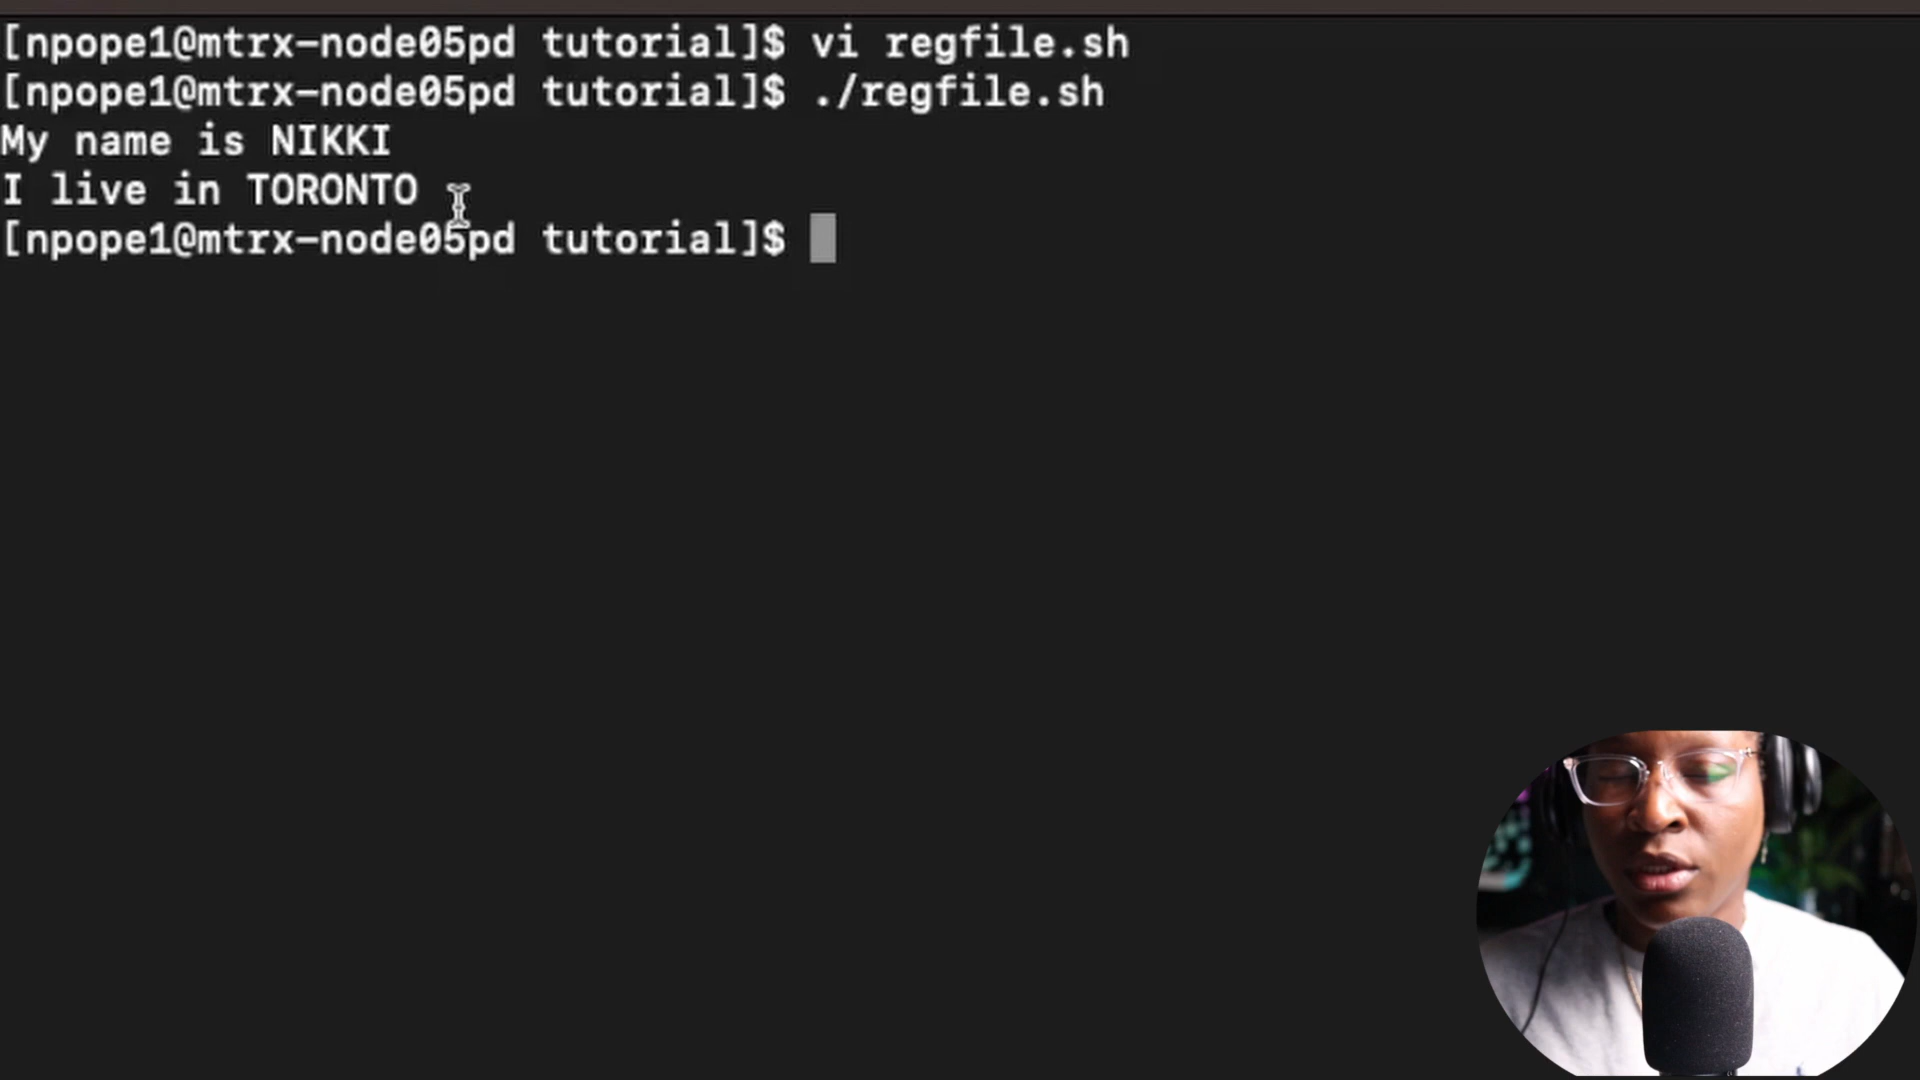 [npope1@mtrx-node05pd tutorial]$ vi regfile.sh
[npope1@mtrx-node05pd tutorial]$ ./regfile.sh
My name is NIKKI
I live in TORONTO
[npope1@mtrx-node05pd tutorial]$